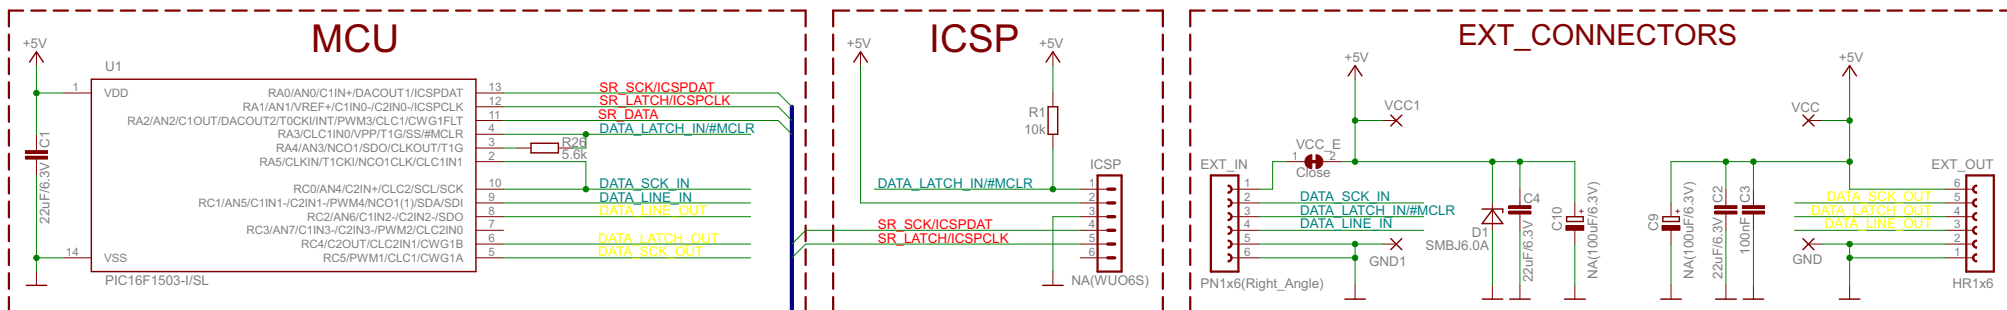 MCU
+5V
U1
1
VDD
C1
22uF/6.3V
14
VSS
PIC16F1503-I/SL
RA0/AN0/C1IN+/DACOUT1/ICSPDAT
13
SR_SCK/ICSPDAT
RA1/AN1/VREF+/C1IN0-/C2IN0-/ICSPCLK
12
SR_LATCH/ICSPCLK
RA2/AN2/C1OUT/DACOUT2/T0CKI/INT/PWM3/CLC1/CWG1FLT
11
SR_DATA
RA3/CLC1IN0/VPP/T1G/SS/#MCLR
4
DATA_LATCH_IN/#MCLR
RA4/AN3/NCO1/SDO/CLKOUT/T1G
3
R26
5.6k
RA5/CLKIN/T1CKI/NCO1CLK/CLC1IN1
2
RC0/AN4/C2IN+/CLC2/SCL/SCK
10
DATA_SCK_IN
RC1/AN5/C1IN1-/C2IN1-/PWM4/NCO1(1)/SDA/SDI
9
DATA_LINE_IN
RC2/AN6/C1IN2-/C2IN2-/SDO
8
DATA_LINE_OUT
RC3/AN7/C1IN3-/C2IN3-/PWM2/CLC2IN0
7
RC4/C2OUT/CLC2IN1/CWG1B
6
DATA_LATCH_OUT
RC5/PWM1/CLC1/CWG1A
5
DATA_SCK_OUT
ICSP
+5V
+5V
R1
10k
ICSP
DATA_LATCH_IN/#MCLR
1
2
3
SR_SCK/ICSPDAT
4
SR_LATCH/ICSPCLK
5
6
NA(WUO6S)
EXT_CONNECTORS
+5V
VCC1
VCC_E
1
2
Close
EXT_IN
1
2
DATA_SCK_IN
3
DATA_LATCH_IN/#MCLR
4
DATA_LINE_IN
5
6
GND1
PN1x6(Right_Angle)
D1
SMBJ6.0A
C4
22uF/6.3V
C10
+
NA(100uF/6.3V)
C9
+
NA(100uF/6.3V)
C2
22uF/6.3V
C3
100nF
+5V
VCC
EXT_OUT
6
DATA_SCK_OUT
5
DATA_LATCH_OUT
4
DATA_LINE_OUT
3
2
1
GND
HR1x6